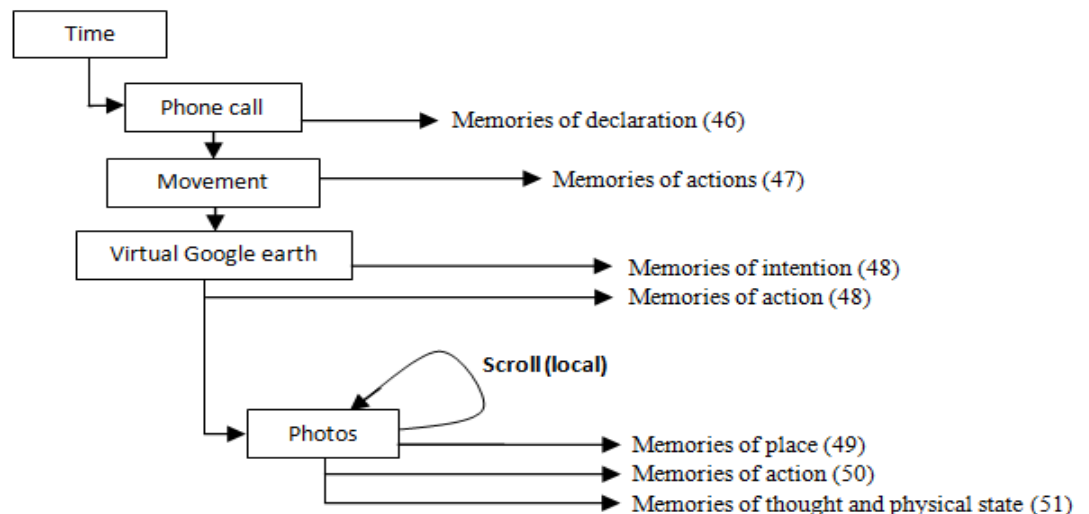 Time
Phone call
Memories of declaration (46)
Movement
Memories of actions (47)
Virtual Google earth
Memories of intention (48)
Memories of action (48)
Scroll (local)
Photos
Memories of place (49)
Memories of action (50)
Memories of thought and physical state (51)